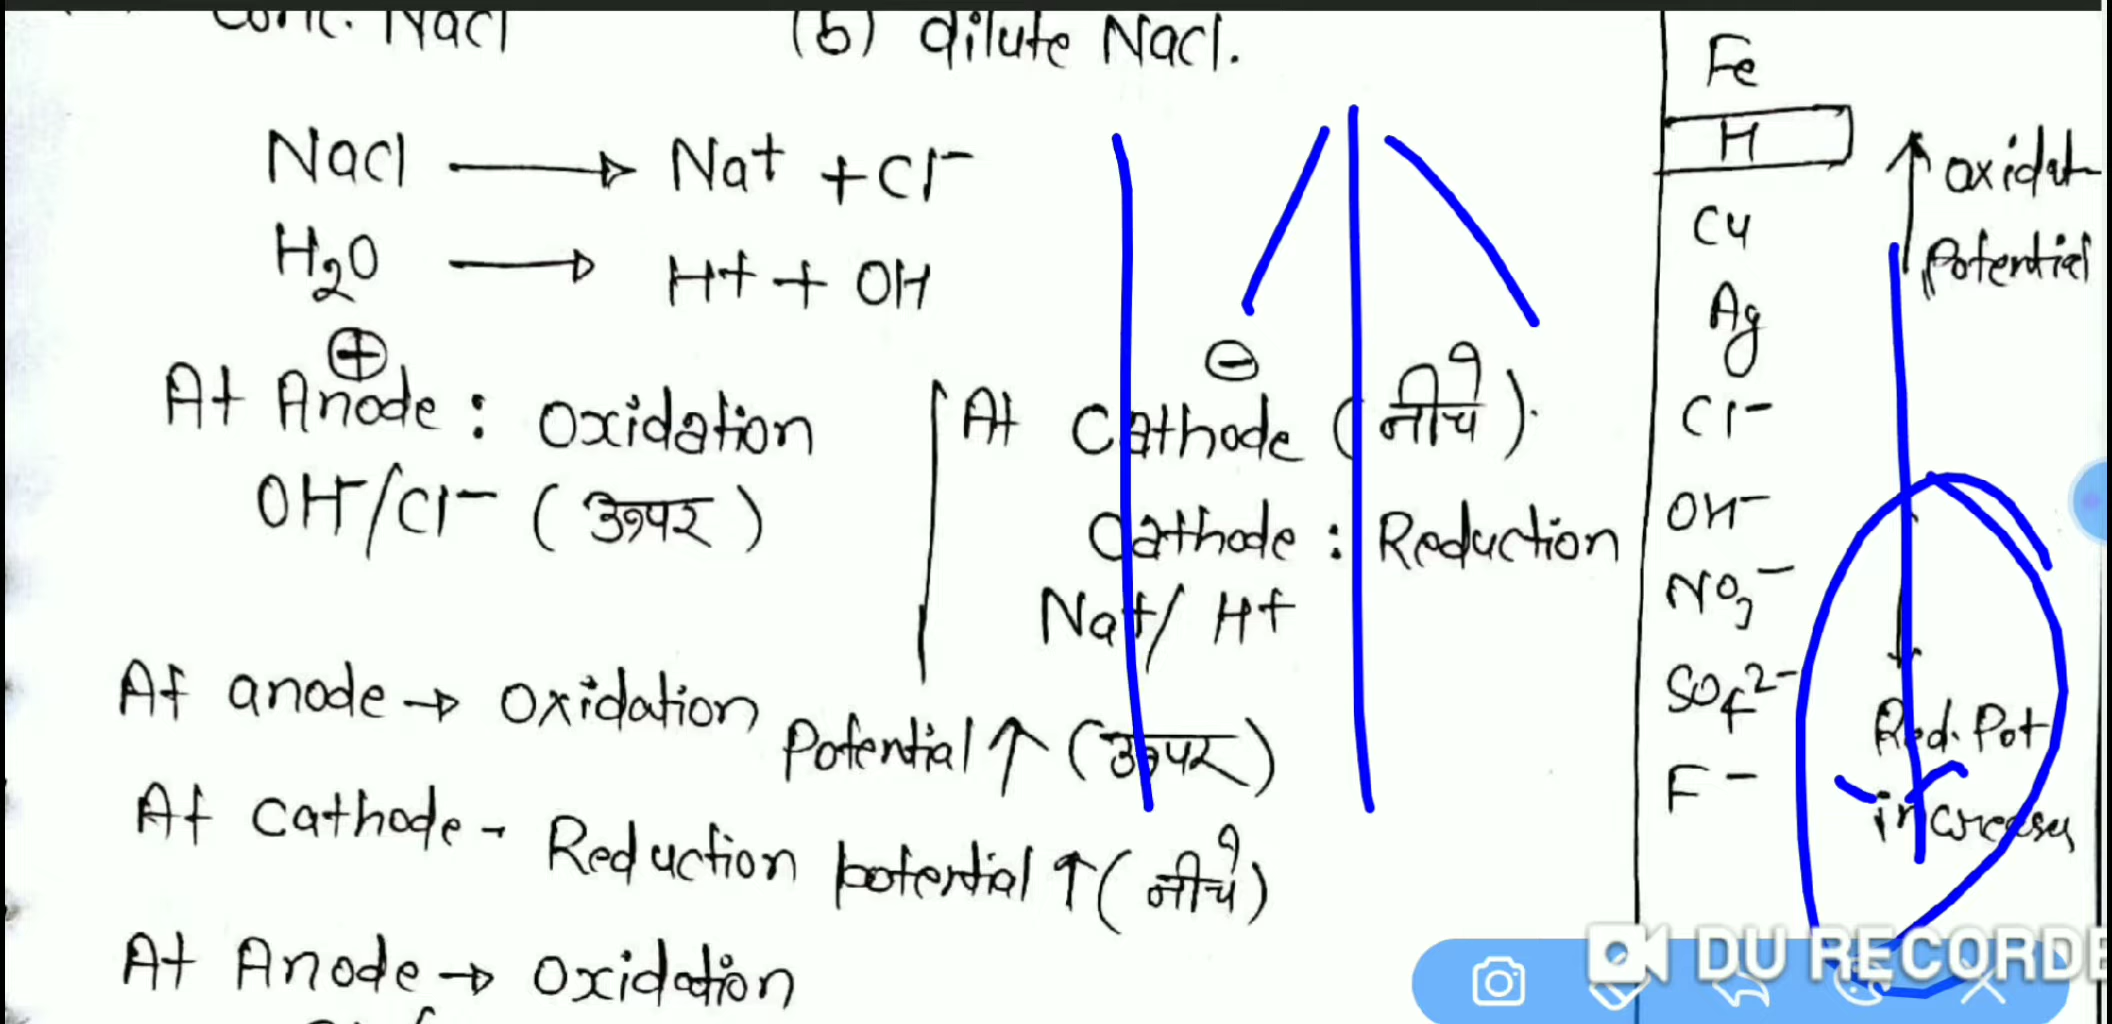 conc. Nacl (b) dilute Nacl.
Nacl → Na+ + Cl−
H2O → H+ + OH
⊕ ⊖
At Anode : Oxidation
OH−/Cl− (ऊपर)
At Cathode (नीचे).
Cathode : Reduction
Na+/ H+
At anode → Oxidation Potential ↑ (ऊपर)
At Cathode - Reduction potential ↑ (नीचे)
At Anode → Oxidation
Fe
H
Cu
Ag
Cl−
OH−
NO3−
SO4 2−
F−
Potential
Red. Pot
increases
DU RECORDE